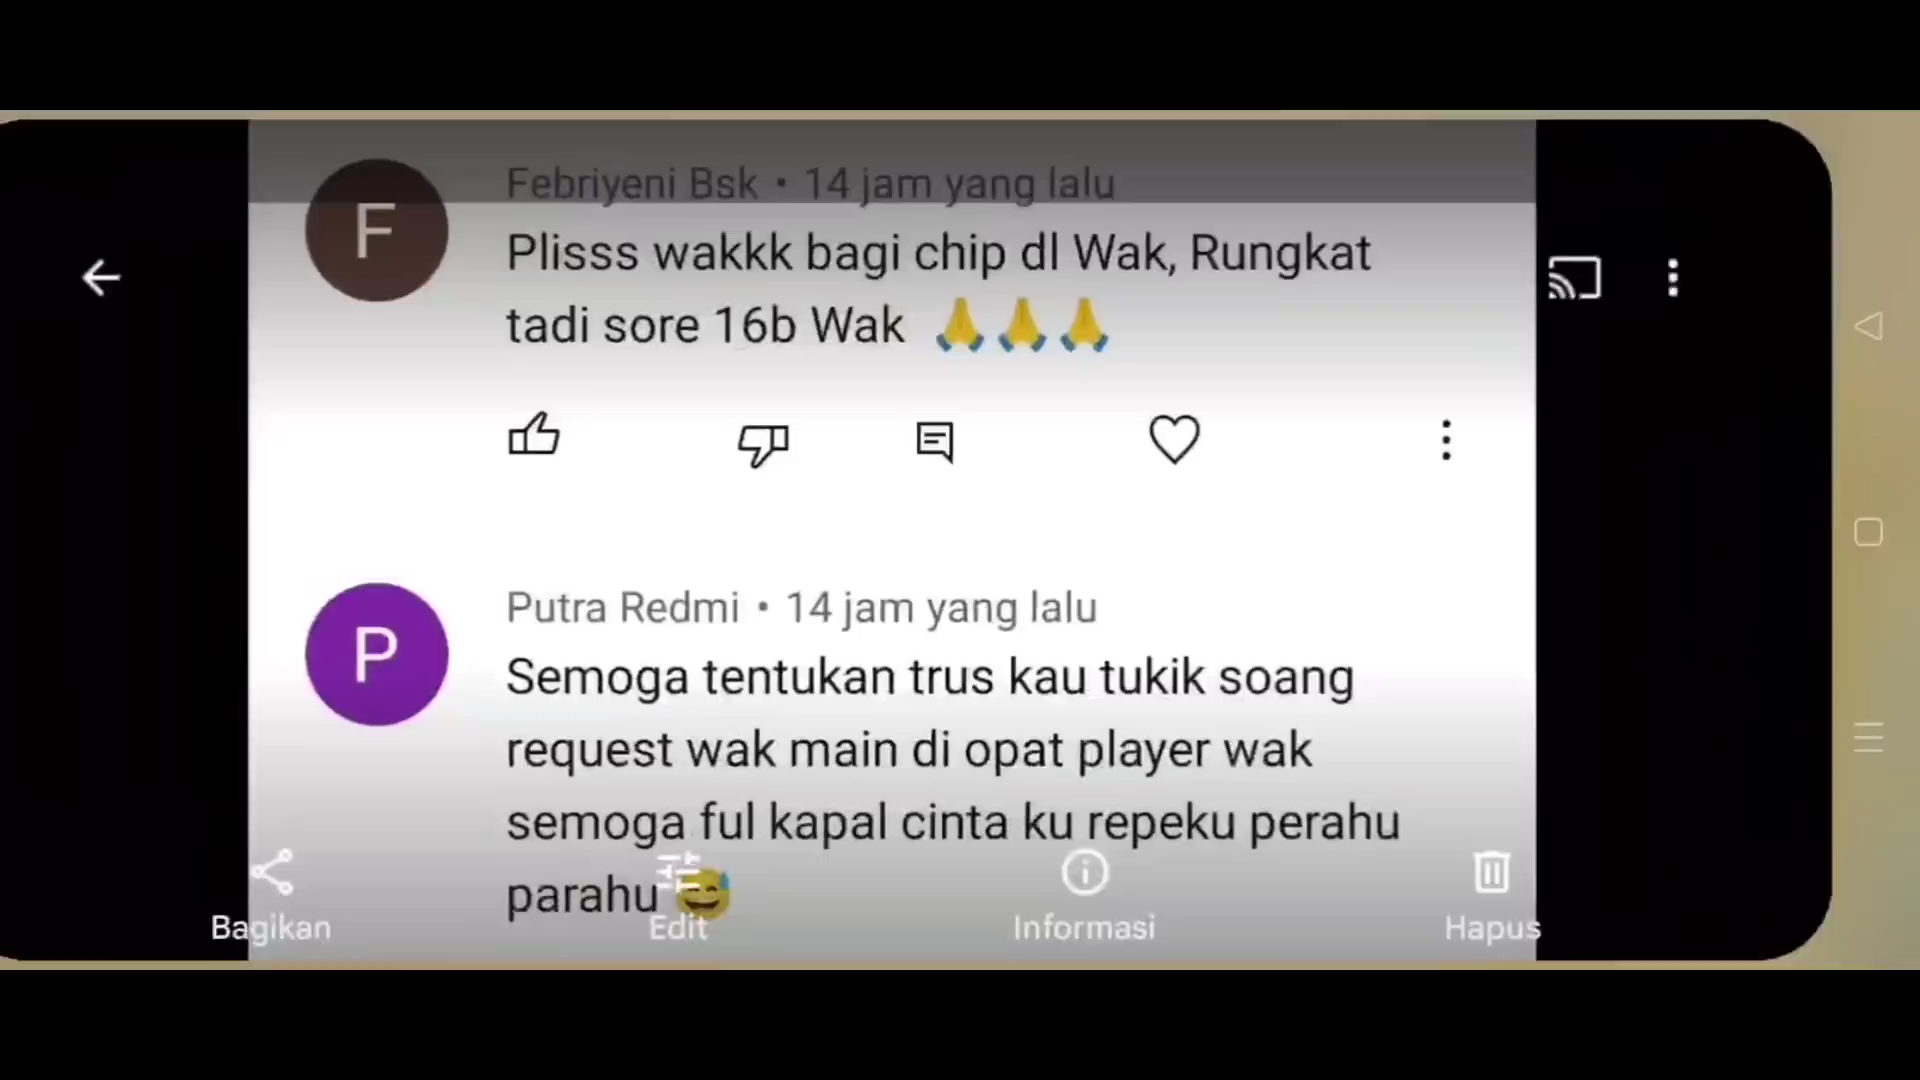 F
Febriyeni Bsk • 14 jam yang lalu
Plisss wakkk bagi chip dl Wak, Rungkat
tadi sore 16b Wak 🙏🙏🙏
P
Putra Redmi • 14 jam yang lalu
Semoga tentukan trus kau tukik soang
request wak main di opat player wak
semoga ful kapal cinta ku repeku perahu
parahu 😅
Bagikan
Edit
Informasi
Hapus